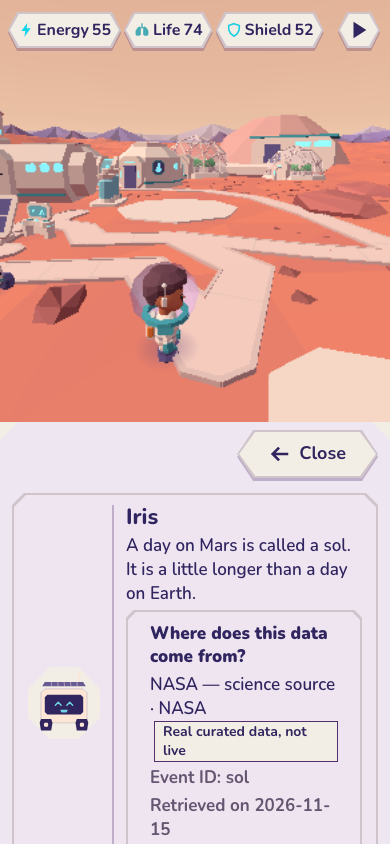 Energy 55
Life 74
Shield 52
Close
Iris
A day on Mars is called a sol.
It is a little longer than a day
on Earth.
Where does this data
come from?
NASA — science source
· NASA
Real curated data, not
live
Event ID: sol
Retrieved on 2026-11-
15